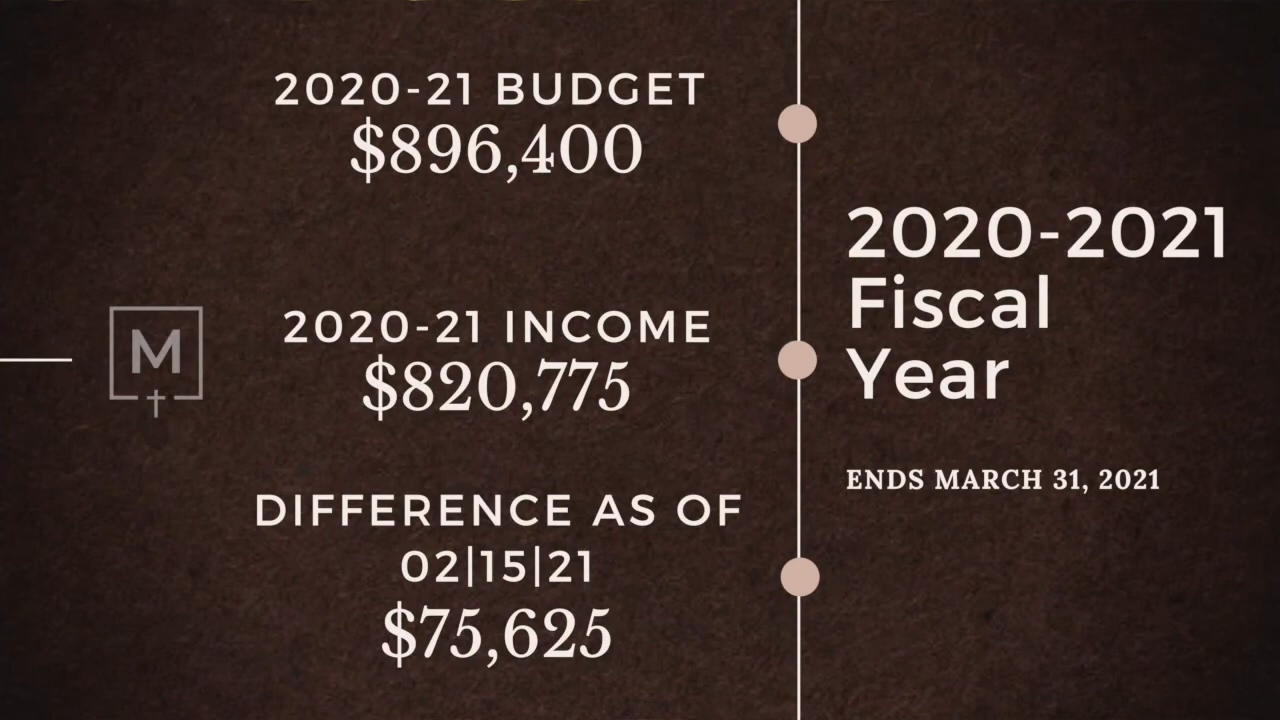 2020-21 BUDGET
$896,400
M
2020-21 INCOME
$820,775
DIFFERENCE AS OF
02|15|21
$75,625
2020-2021
Fiscal
Year
ENDS MARCH 31, 2021